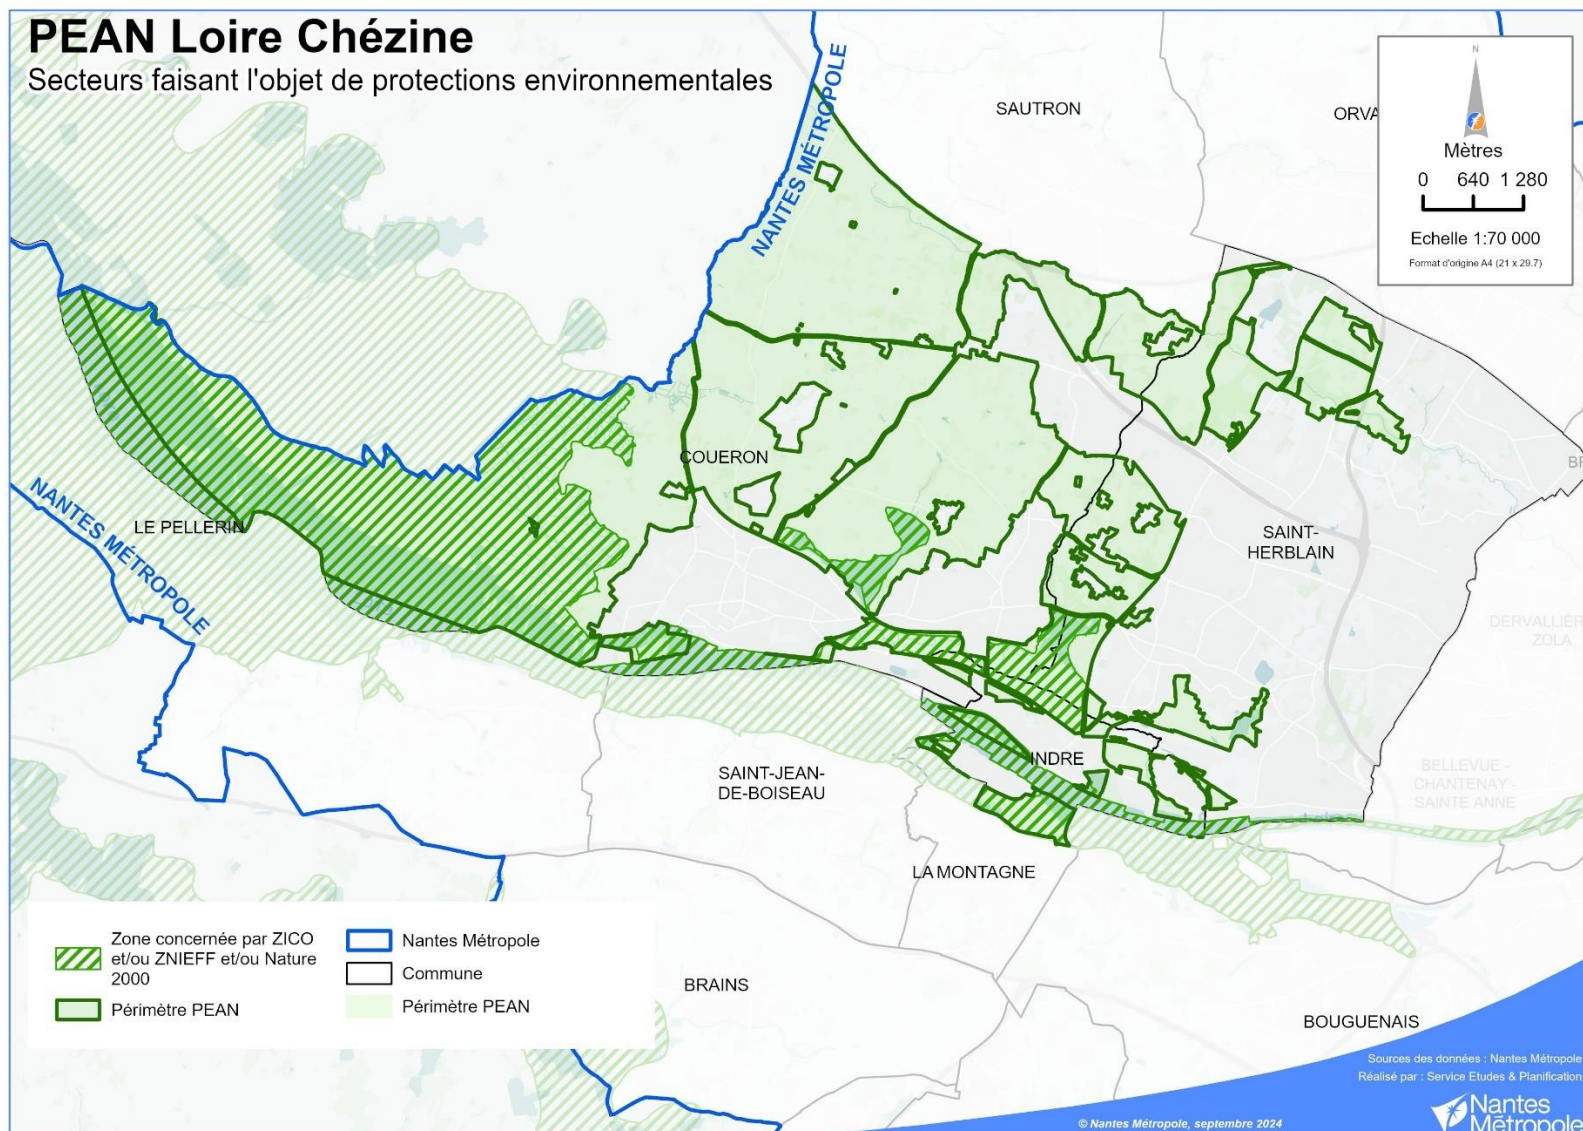 PEAN Loire Chézine
Secteurs faisant l'objet de protections environnementales
NANTES MÉTROPOLE
SAUTRON
ORVA
N
Mètres
0 640 1 280
Echelle 1:70 000
Format d'origine A4 (21 x 29.7)
COUERON
LE PELLERIN
NANTES MÉTROPOLE
SAINT-
HERBLAIN
BR
DERVALLIÈR
ZOLA
INDRE
SAINT-JEAN-
DE-BOISEAU
BELLEVUE -
CHANTENAY -
SAINTE ANNE
LA MONTAGNE
BRAINS
BOUGUENAIS
Zone concernée par ZICO
et/ou ZNIEFF et/ou Nature
2000
Périmètre PEAN
Nantes Métropole
Commune
Périmètre PEAN
Sources des données : Nantes Métropole
Réalisé par : Service Etudes & Planification
© Nantes Métropole, septembre 2024
Nantes
Métropole